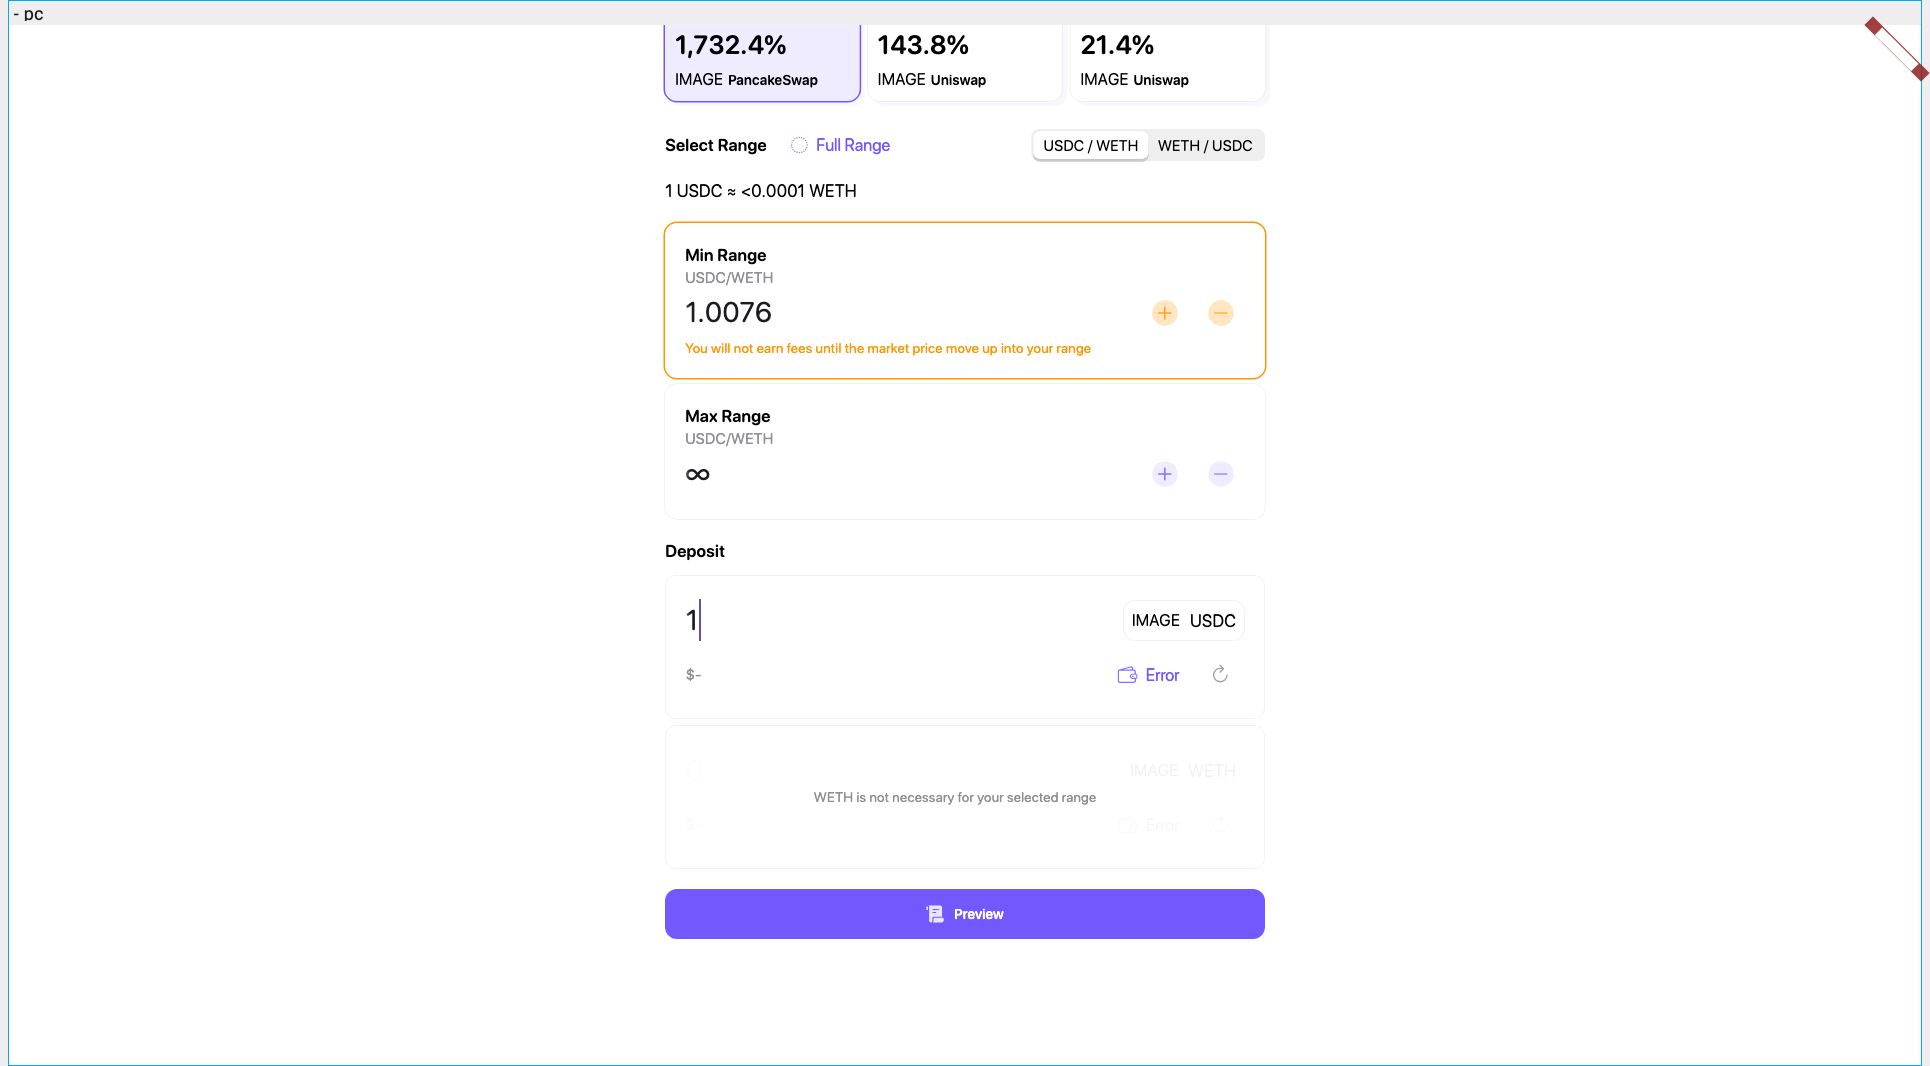 - pc
1,732.4%
IMAGE PancakeSwap
143.8%
IMAGE Uniswap
21.4%
IMAGE Uniswap
Select Range
Full Range
USDC / WETH
WETH / USDC
1 USDC ≈ <0.0001 WETH
Min Range
USDC/WETH
1.0076
You will not earn fees until the market price move up into your range
Max Range
USDC/WETH
∞
Deposit
1
IMAGE USDC
$-
Error
0
IMAGE WETH
WETH is not necessary for your selected range
$-
Error
Preview